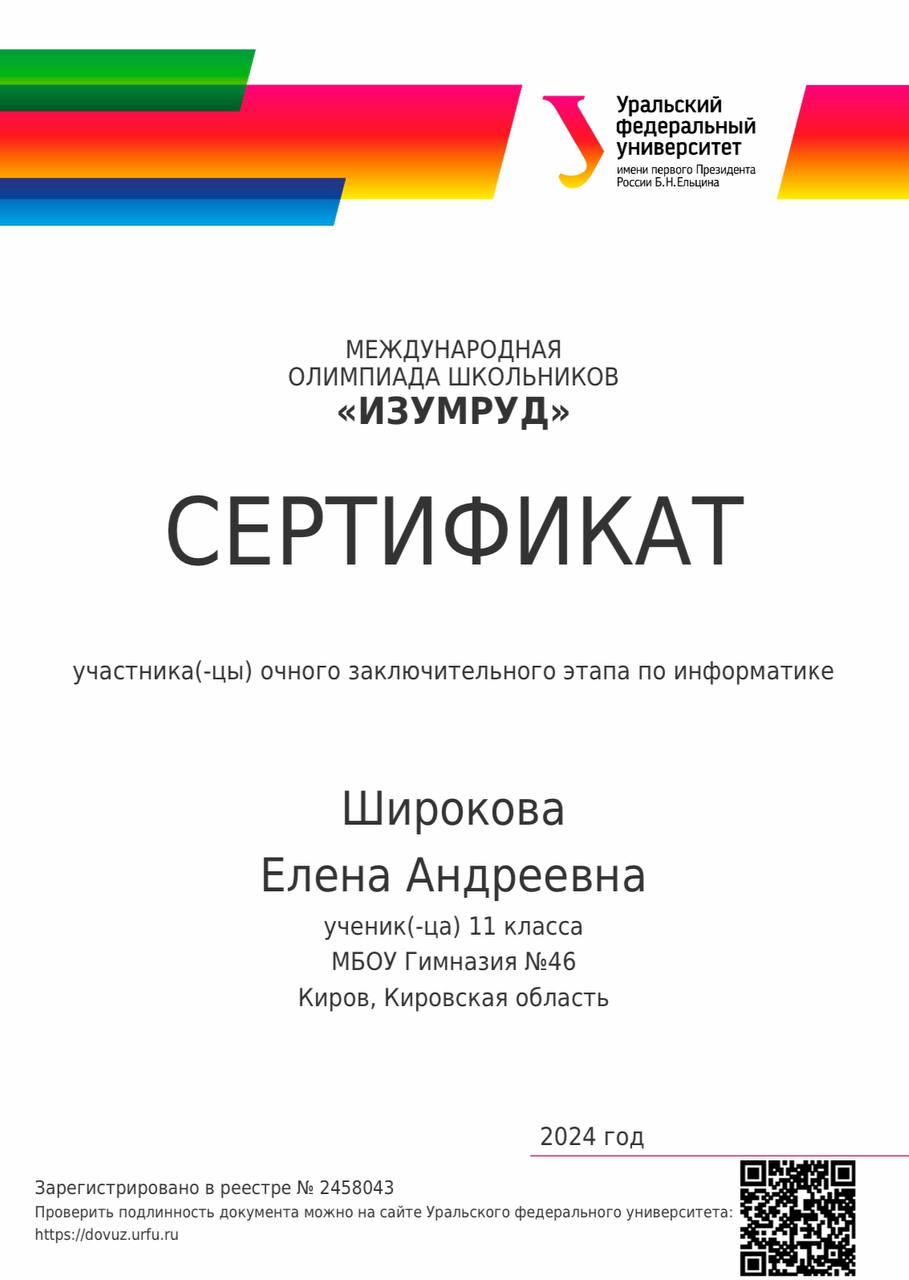 Уральский
федеральный
университет
имени первого Президента
России Б.Н.Ельцина
МЕЖДУНАРОДНАЯ
ОЛИМПИАДА ШКОЛЬНИКОВ
«ИЗУМРУД»
СЕРТИФИКАТ
участника(-цы) очного заключительного этапа по информатике
Широкова
Елена Андреевна
ученик(-ца) 11 класса
МБОУ Гимназия №46
Киров, Кировская область
2024 год
Зарегистрировано в реестре № 2458043
Проверить подлинность документа можно на сайте Уральского федерального университета:
https://dovuz.urfu.ru